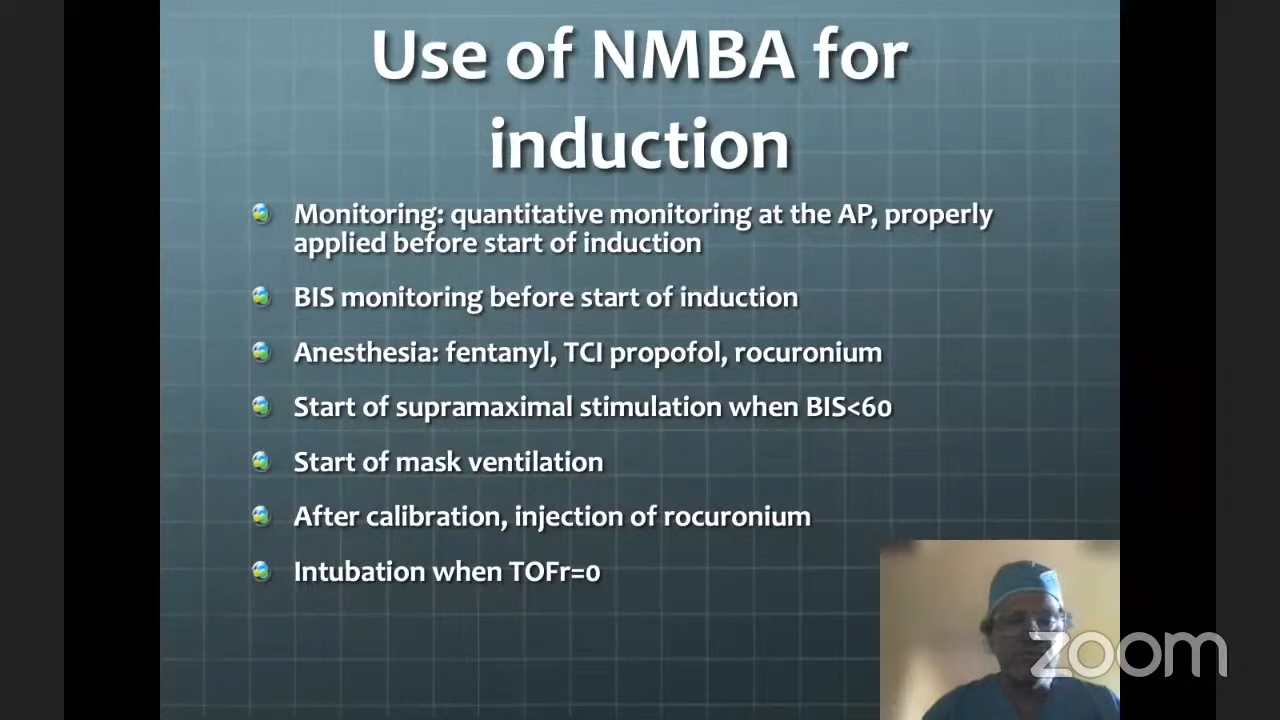 Use of NMBA for
induction
Monitoring: quantitative monitoring at the AP, properly
applied before start of induction
BIS monitoring before start of induction
Anesthesia: fentanyl, TCI propofol, rocuronium
Start of supramaximal stimulation when BIS<60
Start of mask ventilation
After calibration, injection of rocuronium
Intubation when TOFr=0
zoom